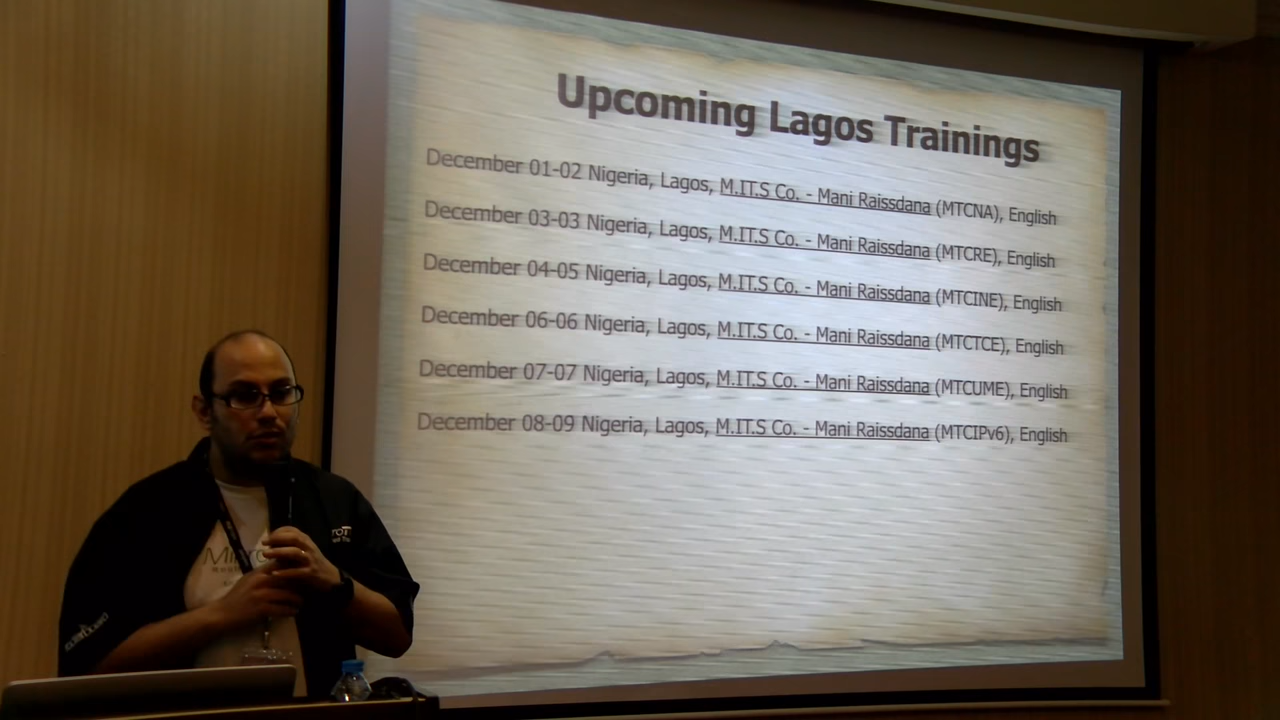 Upcoming Lagos Trainings
December 01-02 Nigeria, Lagos, M.IT.S Co. - Mani Raissdana (MTCNA), English
December 03-03 Nigeria, Lagos, M.IT.S Co. - Mani Raissdana (MTCRE), English
December 04-05 Nigeria, Lagos, M.IT.S Co. - Mani Raissdana (MTCINE), English
December 06-06 Nigeria, Lagos, M.IT.S Co. - Mani Raissdana (MTCTCE), English
December 07-07 Nigeria, Lagos, M.IT.S Co. - Mani Raissdana (MTCUME), English
December 08-09 Nigeria, Lagos, M.IT.S Co. - Mani Raissdana (MTCIPv6), English